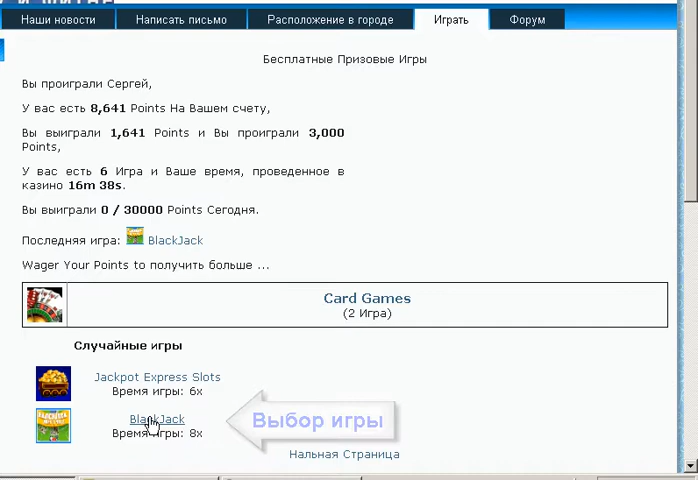 Наши новости Написать письмо Расположение в городе Играть Форум
Бесплатные Призовые Игры
Вы проиграли Сергей,
У вас есть 8,641 Points На Вашем счету,
Вы выиграли 1,641 Points и Вы проиграли 3,000
Points,
У вас есть 6 Игра и Ваше время, проведенное в
казино 16m 38s.
Вы выиграли 0 / 30000 Points Сегодня.
Последняя игра: BlackJack
Wager Your Points to получить больше ...
Card Games
(2 Игра)
Случайные игры
Jackpot Express Slots
Время игры: 6x
BlackJack
Время игры: 8x
Выбор игры
Нальная Страница